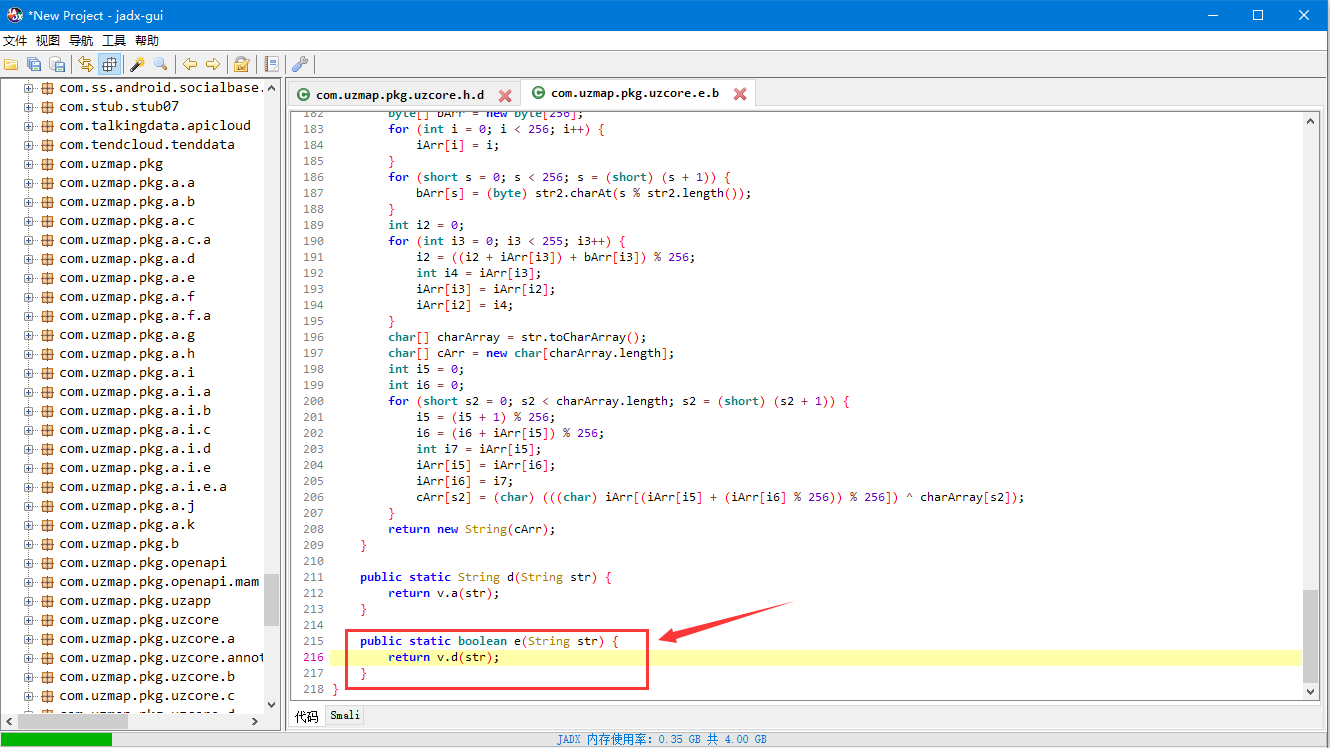 *New Project - jadx-gui
文件 视图 导航 工具 帮助
com.ss.android.socialbase.
com.stub.stub07
com.talkingdata.apicloud
com.tendcloud.tenddata
com.uzmap.pkg
com.uzmap.pkg.a.a
com.uzmap.pkg.a.b
com.uzmap.pkg.a.c
com.uzmap.pkg.a.c.a
com.uzmap.pkg.a.d
com.uzmap.pkg.a.e
com.uzmap.pkg.a.f
com.uzmap.pkg.a.f.a
com.uzmap.pkg.a.g
com.uzmap.pkg.a.h
com.uzmap.pkg.a.i
com.uzmap.pkg.a.i.a
com.uzmap.pkg.a.i.b
com.uzmap.pkg.a.i.c
com.uzmap.pkg.a.i.d
com.uzmap.pkg.a.i.e
com.uzmap.pkg.a.i.e.a
com.uzmap.pkg.a.j
com.uzmap.pkg.a.k
com.uzmap.pkg.b
com.uzmap.pkg.openapi
com.uzmap.pkg.openapi.mam
com.uzmap.pkg.uzapp
com.uzmap.pkg.uzcore
com.uzmap.pkg.uzcore.a
com.uzmap.pkg.uzcore.annot
com.uzmap.pkg.uzcore.b
com.uzmap.pkg.uzcore.c
com.uzmap.pkg.uzcore.d
com.uzmap.pkg.uzcore.h.d com.uzmap.pkg.uzcore.e.b
182 byte[] bArr = new byte[256];
183 for (int i = 0; i < 256; i++) {
184 iArr[i] = i;
185 }
186 for (short s = 0; s < 256; s = (short) (s + 1)) {
187 bArr[s] = (byte) str2.charAt(s % str2.length());
188 }
189 int i2 = 0;
190 for (int i3 = 0; i3 < 255; i3++) {
191 i2 = ((i2 + iArr[i3]) + bArr[i3]) % 256;
192 int i4 = iArr[i3];
193 iArr[i3] = iArr[i2];
194 iArr[i2] = i4;
195 }
196 char[] charArray = str.toCharArray();
197 char[] cArr = new char[charArray.length];
198 int i5 = 0;
199 int i6 = 0;
200 for (short s2 = 0; s2 < charArray.length; s2 = (short) (s2 + 1)) {
201 i5 = (i5 + 1) % 256;
202 i6 = (i6 + iArr[i5]) % 256;
203 int i7 = iArr[i5];
204 iArr[i5] = iArr[i6];
205 iArr[i6] = i7;
206 cArr[s2] = (char) (((char) iArr[(iArr[i5] + (iArr[i6] % 256)) % 256]) ^ charArray[s2]);
207 }
208 return new String(cArr);
209 }
210
211 public static String d(String str) {
212 return v.a(str);
213 }
214
215 public static boolean e(String str) {
216 return v.d(str);
217 }
218 }
代码 Smali
JADX 内存使用率: 0.35 GB 共 4.00 GB